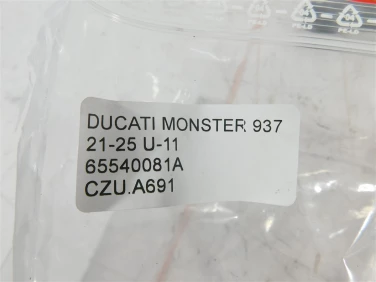 DUCATI MONSTER 937
21-25 U-11
65540081A
CZU.A691